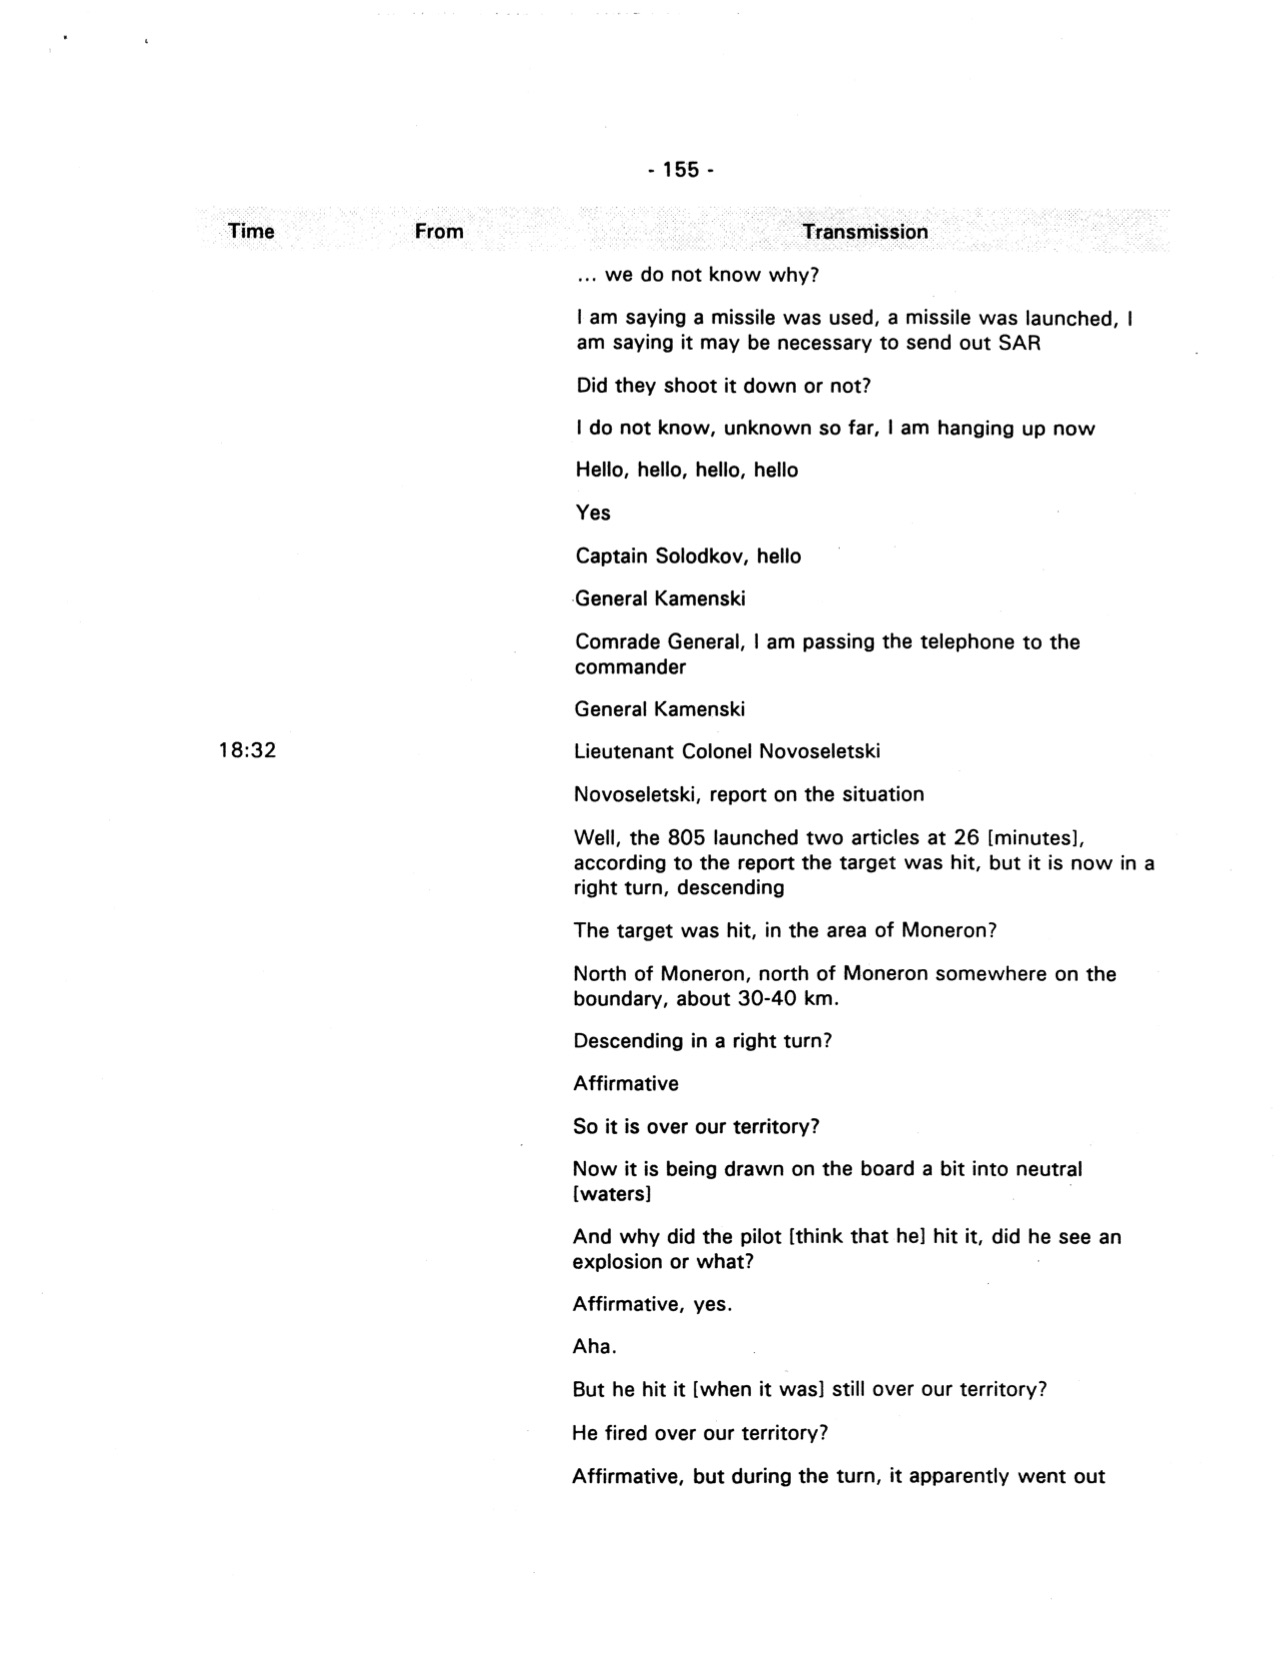 - 155 -
Time From Transmission
... we do not know why?
I am saying a missile was used, a missile was launched, I
am saying it may be necessary to send out SAR
Did they shoot it down or not?
I do not know, unknown so far, I am hanging up now
Hello, hello, hello, hello
Yes
Captain Solodkov, hello
General Kamenski
Comrade General, I am passing the telephone to the
commander
General Kamenski
18:32 Lieutenant Colonel Novoseletski
Novoseletski, report on the situation
Well, the 805 launched two articles at 26 [minutes],
according to the report the target was hit, but it is now in a
right turn, descending
The target was hit, in the area of Moneron?
North of Moneron, north of Moneron somewhere on the
boundary, about 30-40 km.
Descending in a right turn?
Affirmative
So it is over our territory?
Now it is being drawn on the board a bit into neutral
[waters]
And why did the pilot [think that he] hit it, did he see an
explosion or what?
Affirmative, yes.
Aha.
But he hit it [when it was] still over our territory?
He fired over our territory?
Affirmative, but during the turn, it apparently went out